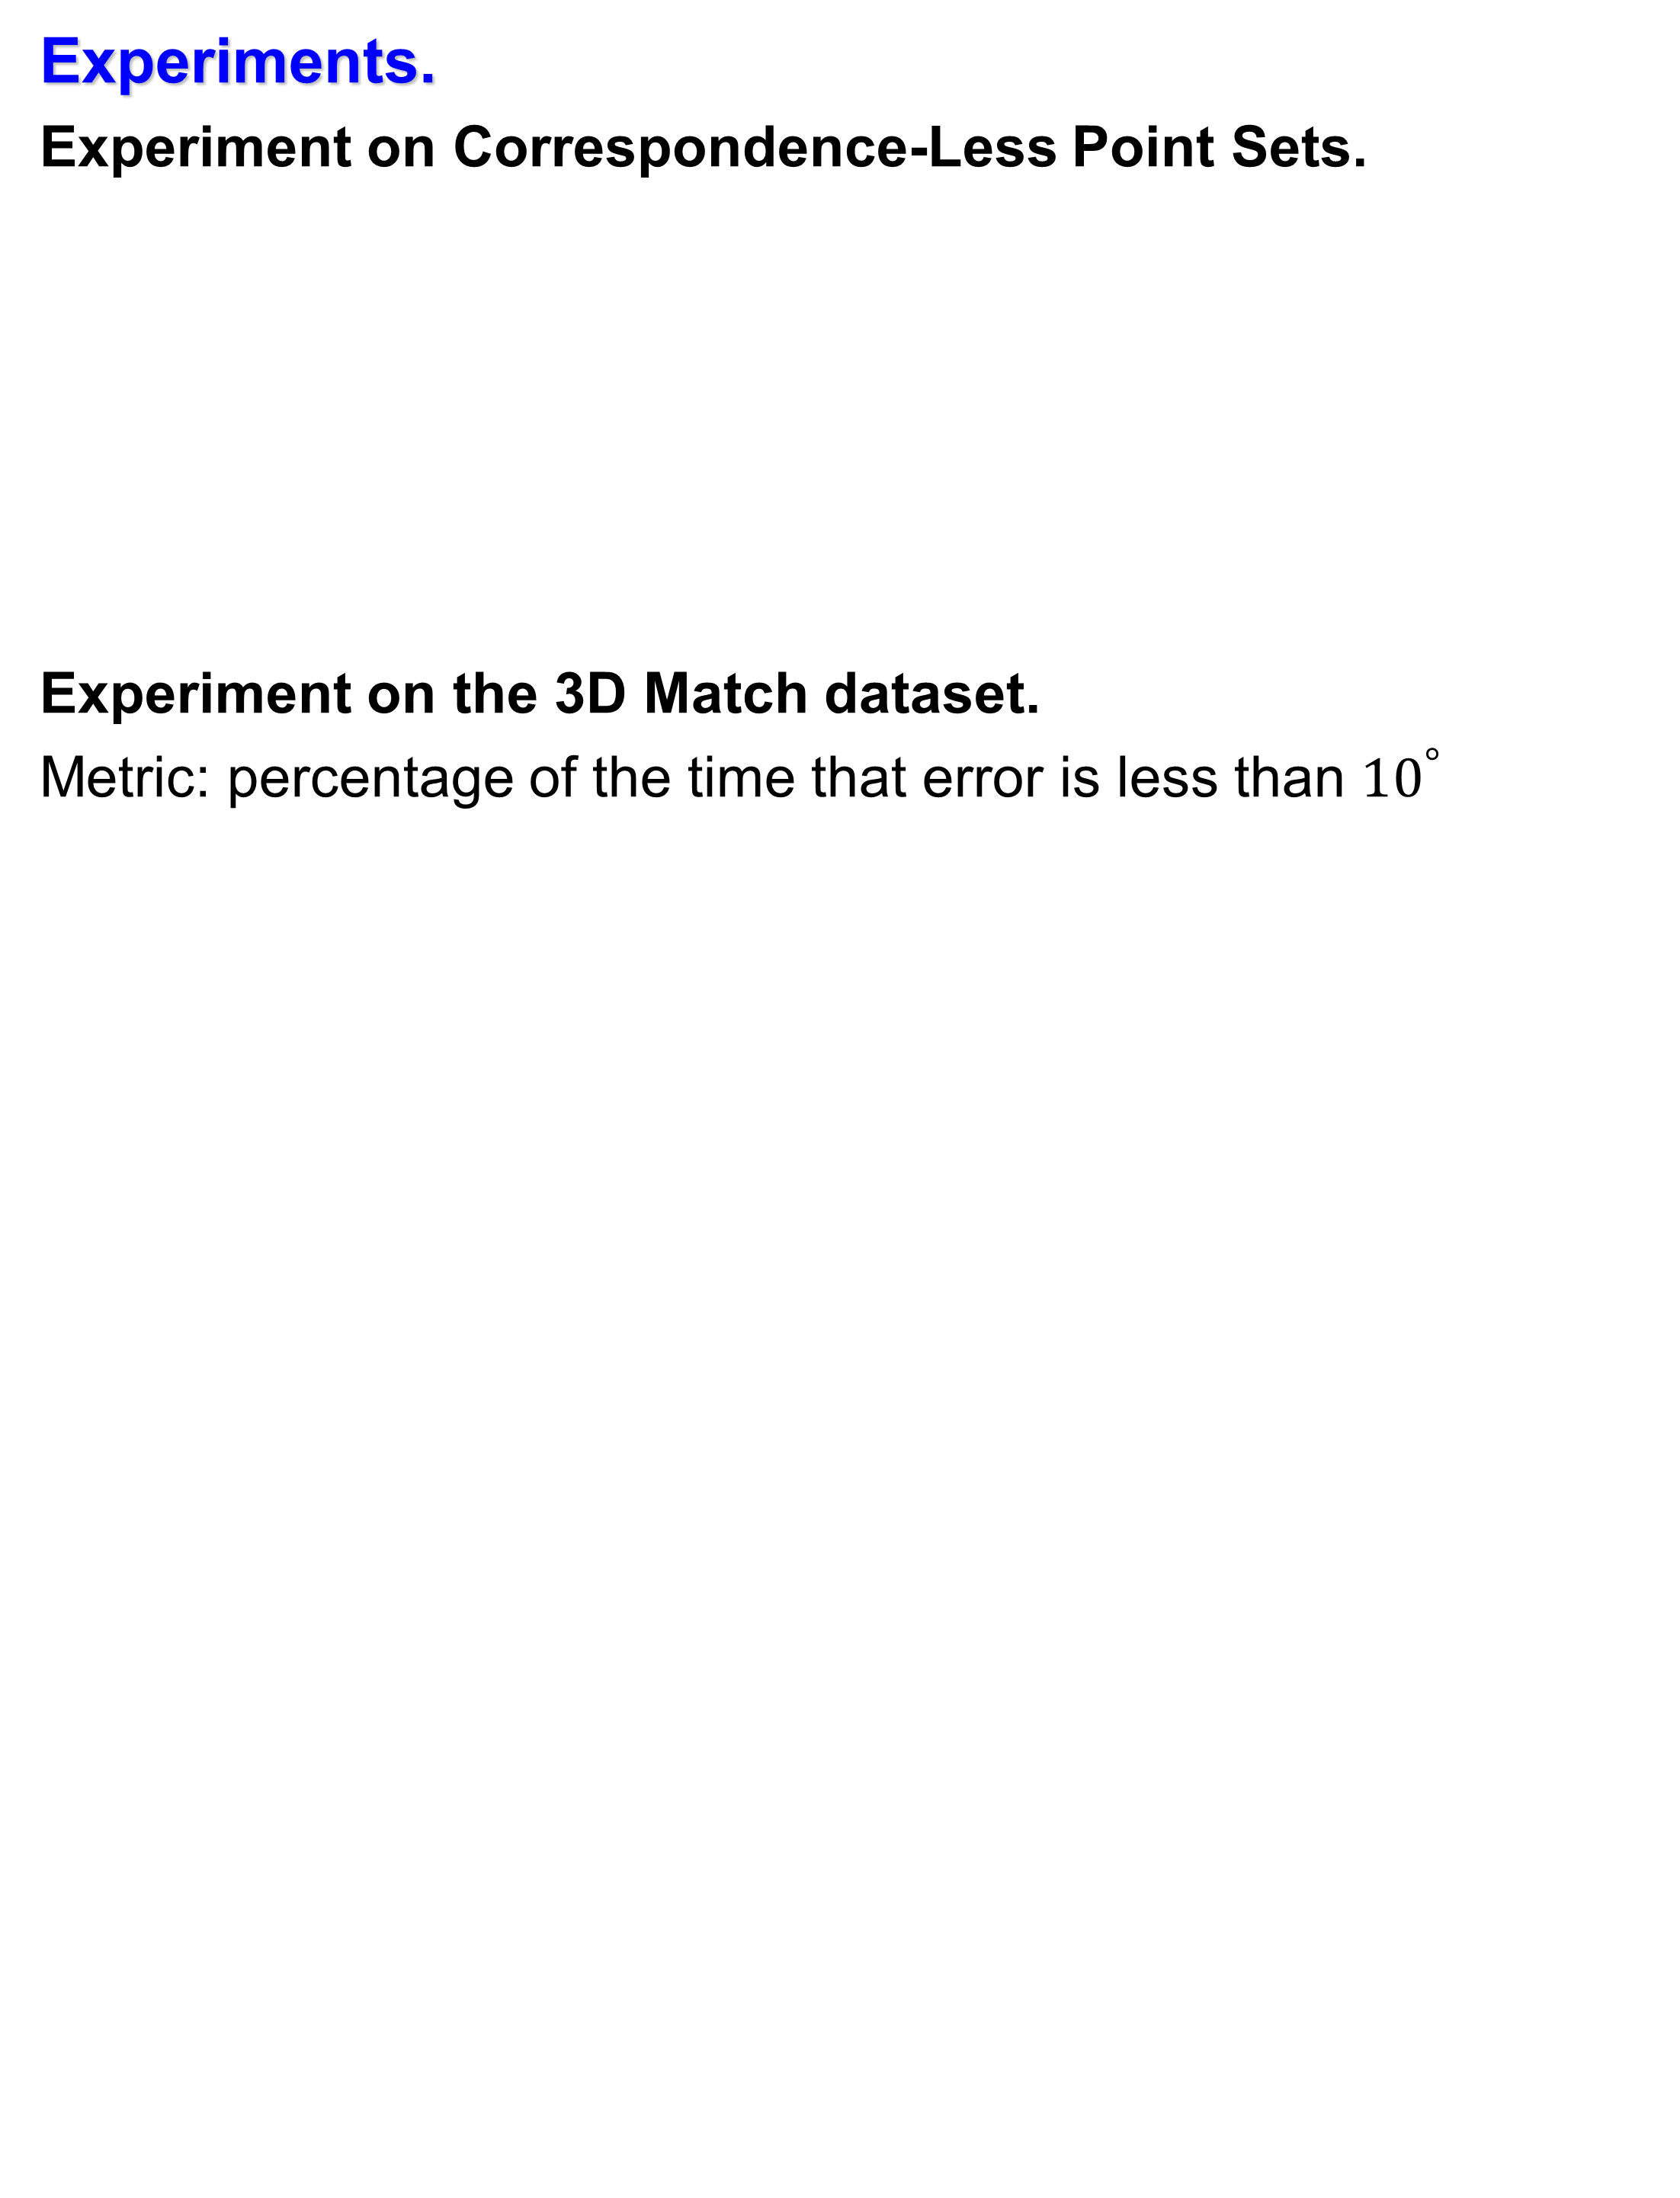 Experiments.
Experiment on Correspondence-Less Point Sets.
Experiment on the 3D Match dataset.
Metric: percentage of the time that error is less than 10°